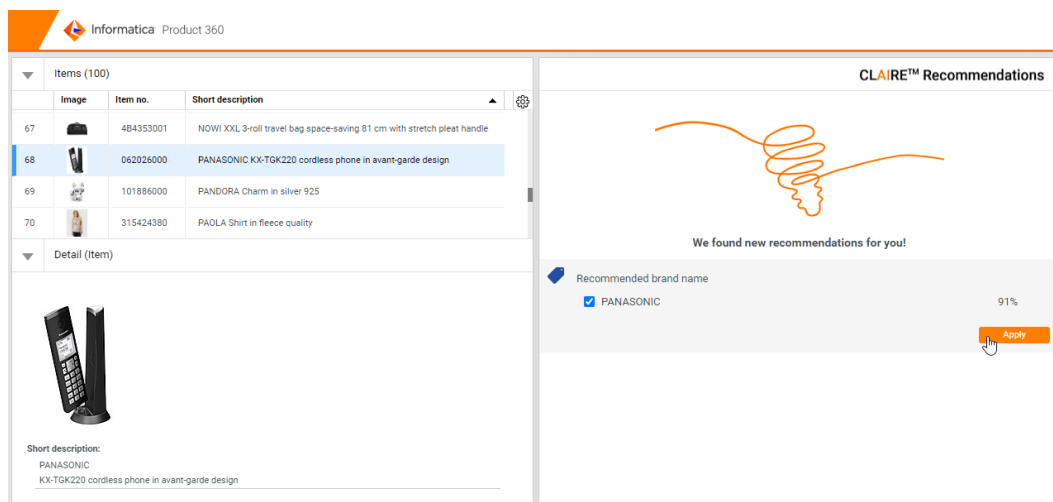 Informatica Product 360
Items (100)
Image Item no. Short description
67 4B4353001 NOWI XXL 3-roll travel bag space-saving 81 cm with stretch pleat handle
68 062026000 PANASONIC KX-TGK220 cordless phone in avant-garde design
69 101886000 PANDORA Charm in silver 925
70 315424380 PAOLA Shirt in fleece quality
Detail (Item)
Short description:
PANASONIC
KX-TGK220 cordless phone in avant-garde design
CLAIRE™ Recommendations
We found new recommendations for you!
Recommended brand name
PANASONIC 91%
Apply